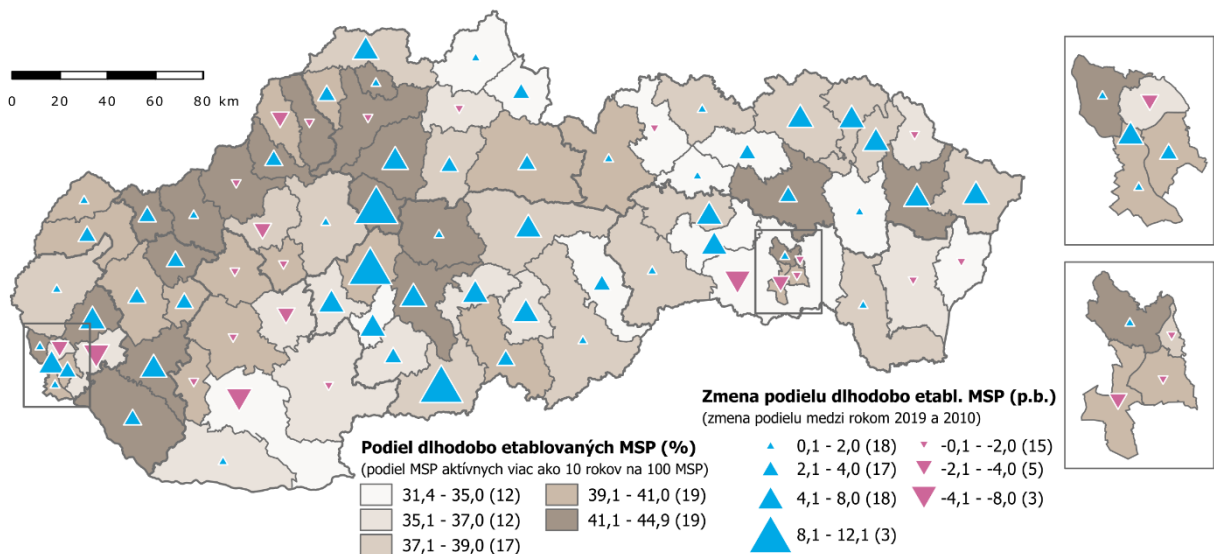 0 20 40 60 80 km
Podiel dlhodobo etablovaných MSP (%)
(podiel MSP aktívnych viac ako 10 rokov na 100 MSP)
31,4 - 35,0 (12)
35,1 - 37,0 (12)
37,1 - 39,0 (17)
39,1 - 41,0 (19)
41,1 - 44,9 (19)
Zmena podielu dlhodobo etabl. MSP (p.b.)
(zmena podielu medzi rokom 2019 a 2010)
0,1 - 2,0 (18)
2,1 - 4,0 (17)
4,1 - 8,0 (18)
8,1 - 12,1 (3)
-0,1 - -2,0 (15)
-2,1 - -4,0 (5)
-4,1 - -8,0 (3)